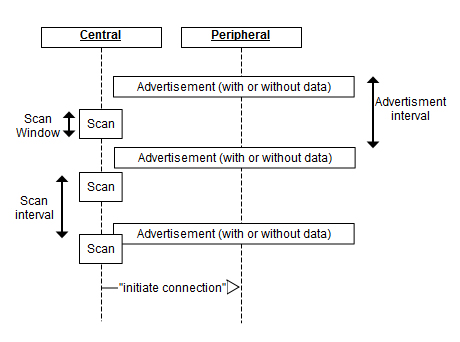 Central
Peripheral
Advertisement (with or without data)
Advertisment
interval
Scan
Window
Scan
Advertisement (with or without data)
Scan
Scan
interval
Advertisement (with or without data)
Scan
"initiate connection"